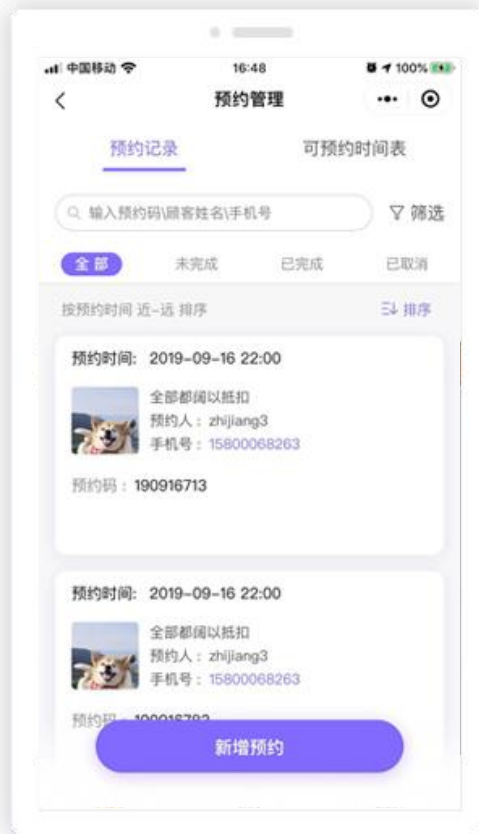 中国移动 16:48 100%
预约管理
预约记录 可预约时间表
输入预约码\顾客姓名\手机号 筛选
全部 未完成 已完成 已取消
按预约时间 近-远 排序 排序
预约时间: 2019-09-16 22:00
全部都阔以抵扣
预约人: zhijiang3
手机号: 15800068263
预约码: 190916713
预约时间: 2019-09-16 22:00
全部都阔以抵扣
预约人: zhijiang3
手机号: 15800068263
新增预约